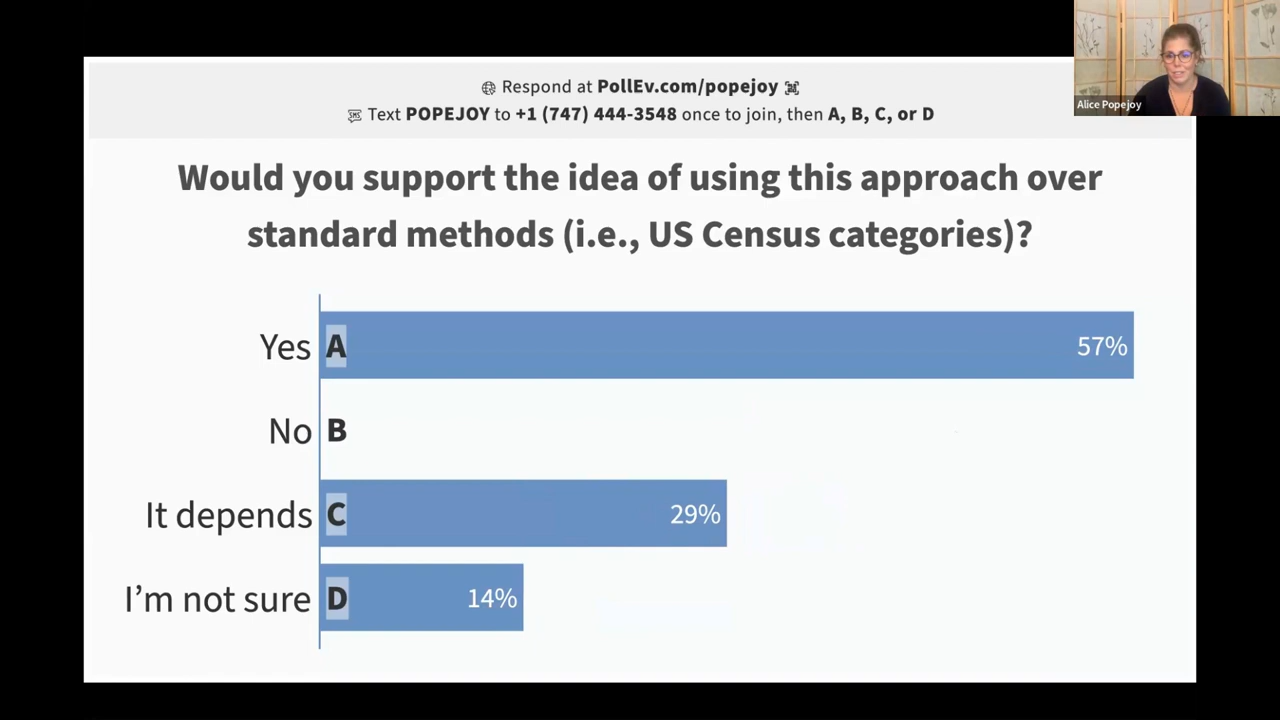 Respond at PollEv.com/popejoy
Text POPEJOY to +1 (747) 444-3548 once to join, then A, B, C, or D
Alice Popejoy
Would you support the idea of using this approach over
standard methods (i.e., US Census categories)?
Yes A 57%
No B
It depends C 29%
I'm not sure D 14%